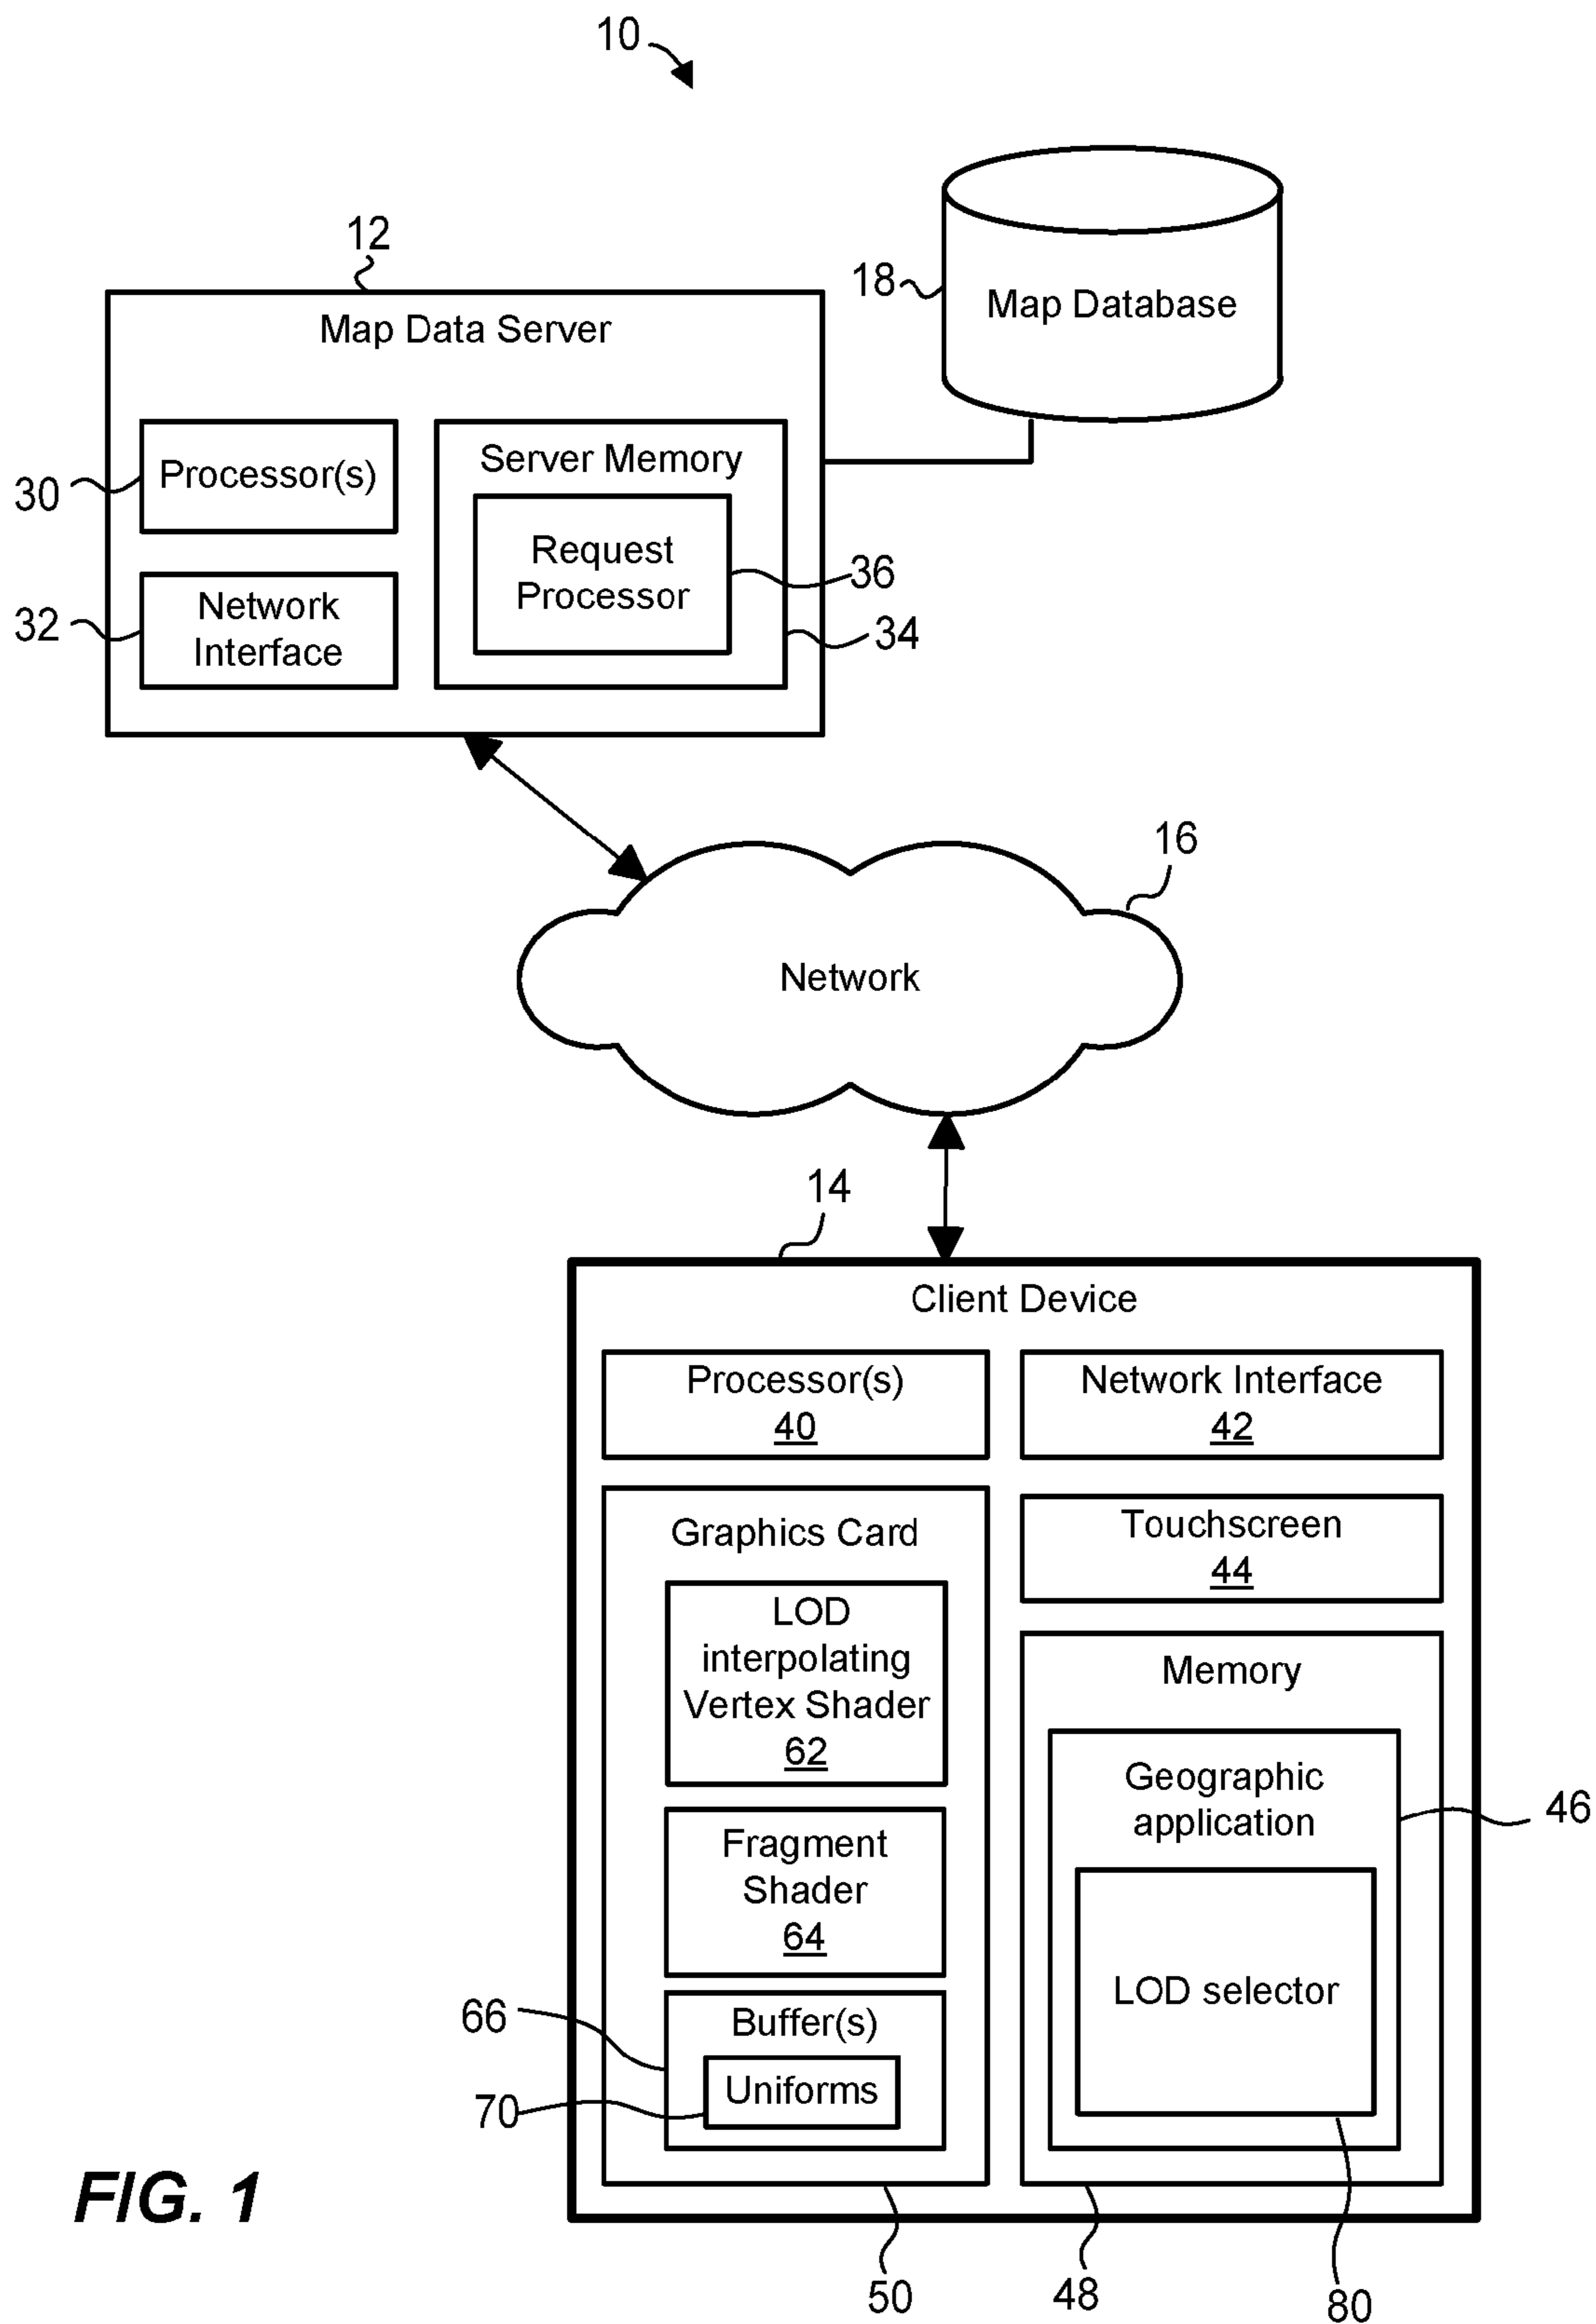 10
12
Map Data Server
18
Map Database
30
Processor(s)
Server Memory
Request
Processor
36
32
Network
Interface
34
16
Network
14
Client Device
Processor(s)
40
Network Interface
42
Graphics Card
Touchscreen
44
LOD
interpolating
Vertex Shader
62
Memory
Geographic
application
46
Fragment
Shader
64
LOD selector
66
Buffer(s)
70
Uniforms
FIG. 1
50
48
80